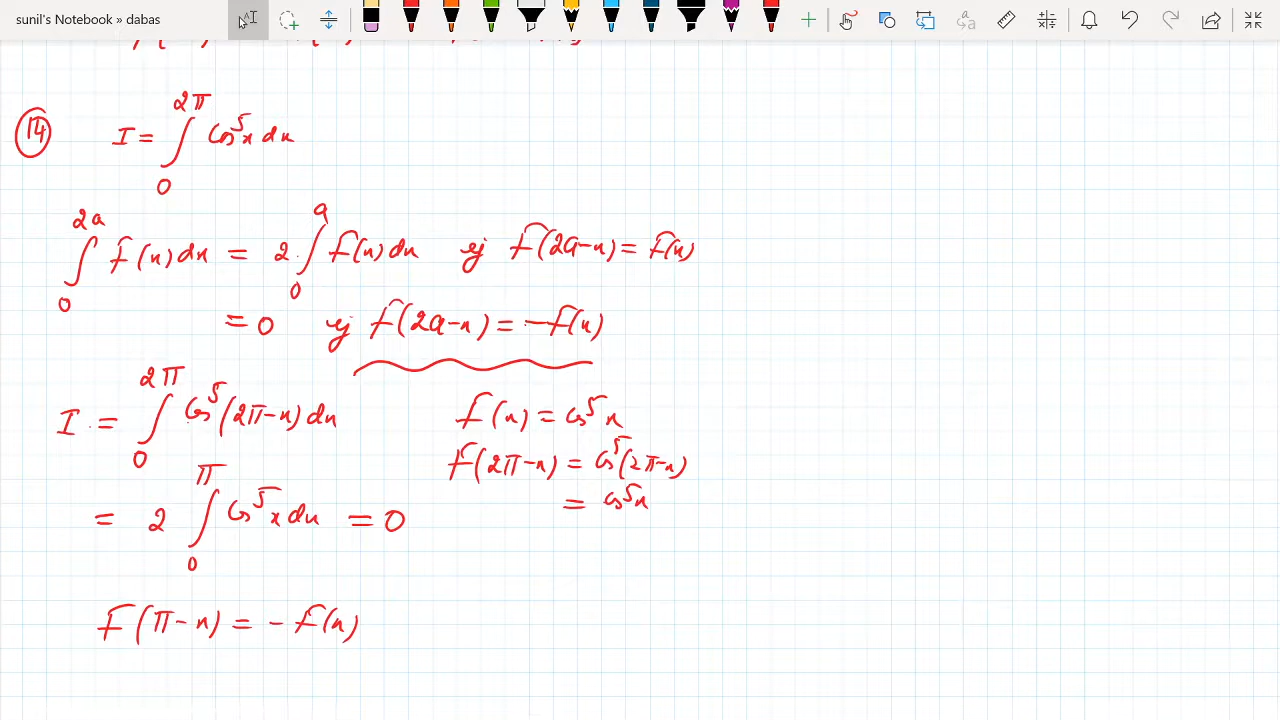 sunil's Notebook » dabas
14 I = ∫₀^{2π} cos⁵x dx
∫₀^{2a} f(x)dx = 2∫₀^{a} f(x)dx if f(2a-x) = f(x)
= 0 if f(2a-x) = -f(x)
I = ∫₀^{2π} cos⁵(2π-x)dx
= 2∫₀^{π} cos⁵x dx = 0
f(π-x) = -f(x)
f(x) = cos⁵x
f(2π-x) = cos⁵(2π-x)
= cos⁵x